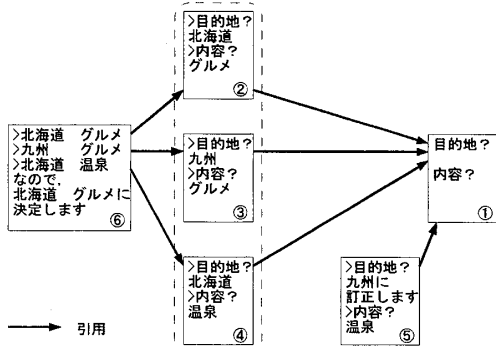 >目的地?
北海道
>内容?
グルメ
②
>北海道 グルメ
>九州 グルメ
>北海道 温泉
なので,
北海道 グルメに
決定します
⑥
>目的地?
九州
>内容?
グルメ
③
目的地?
内容?
①
>目的地?
北海道
>内容?
温泉
④
>目的地?
九州に
訂正します
>内容?
温泉
⑤
引用